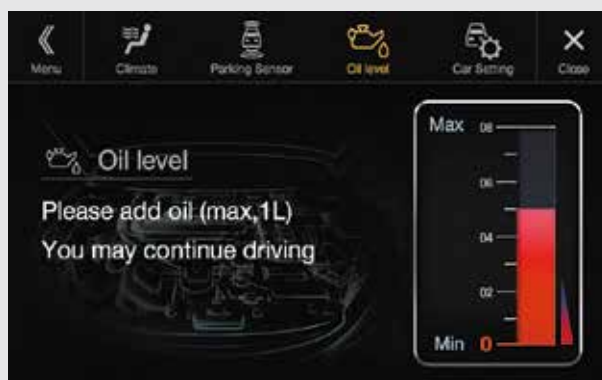 Menu
Climate
Parking Sensor
Oil level
Car Setting
Close
Oil level
Please add oil (max,1L)
You may continue driving
Max 08
06
04
02
Min 0